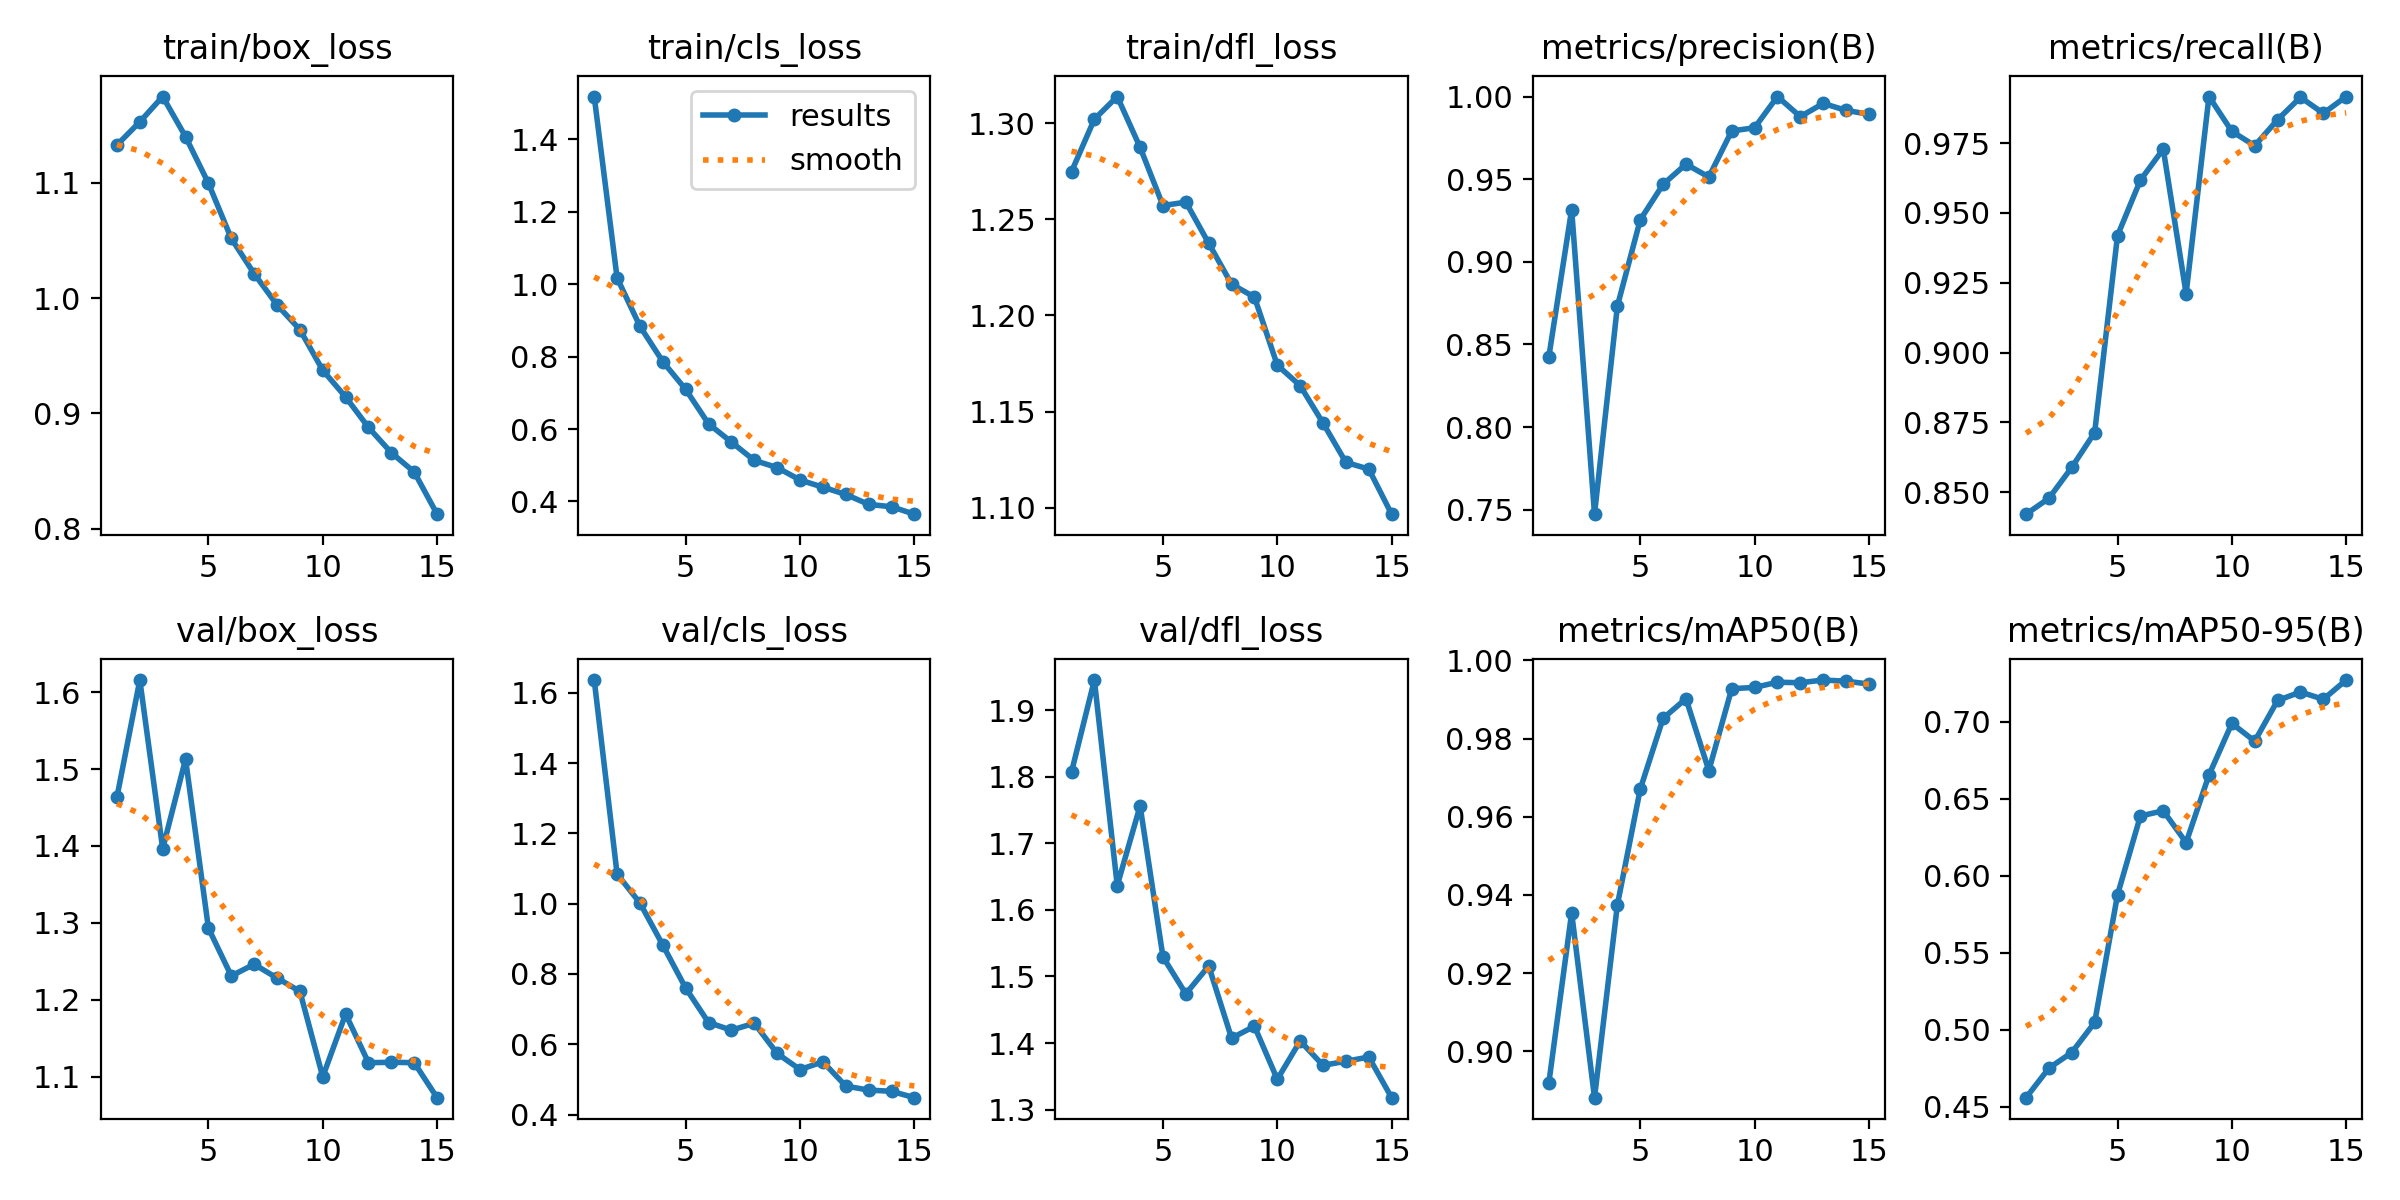 train/box_loss
train/cls_loss
train/dfl_loss
metrics/precision(B)
metrics/recall(B)
1.1
1.0
0.9
0.8
5 10 15
results
smooth
1.4
1.2
1.0
0.8
0.6
0.4
5 10 15
1.30
1.25
1.20
1.15
1.10
5 10 15
1.00
0.95
0.90
0.85
0.80
0.75
5 10 15
0.975
0.950
0.925
0.900
0.875
0.850
5 10 15
val/box_loss
val/cls_loss
val/dfl_loss
metrics/mAP50(B)
metrics/mAP50-95(B)
1.6
1.5
1.4
1.3
1.2
1.1
5 10 15
1.6
1.4
1.2
1.0
0.8
0.6
0.4
5 10 15
1.9
1.8
1.7
1.6
1.5
1.4
1.3
5 10 15
1.00
0.98
0.96
0.94
0.92
0.90
5 10 15
0.70
0.65
0.60
0.55
0.50
0.45
5 10 15